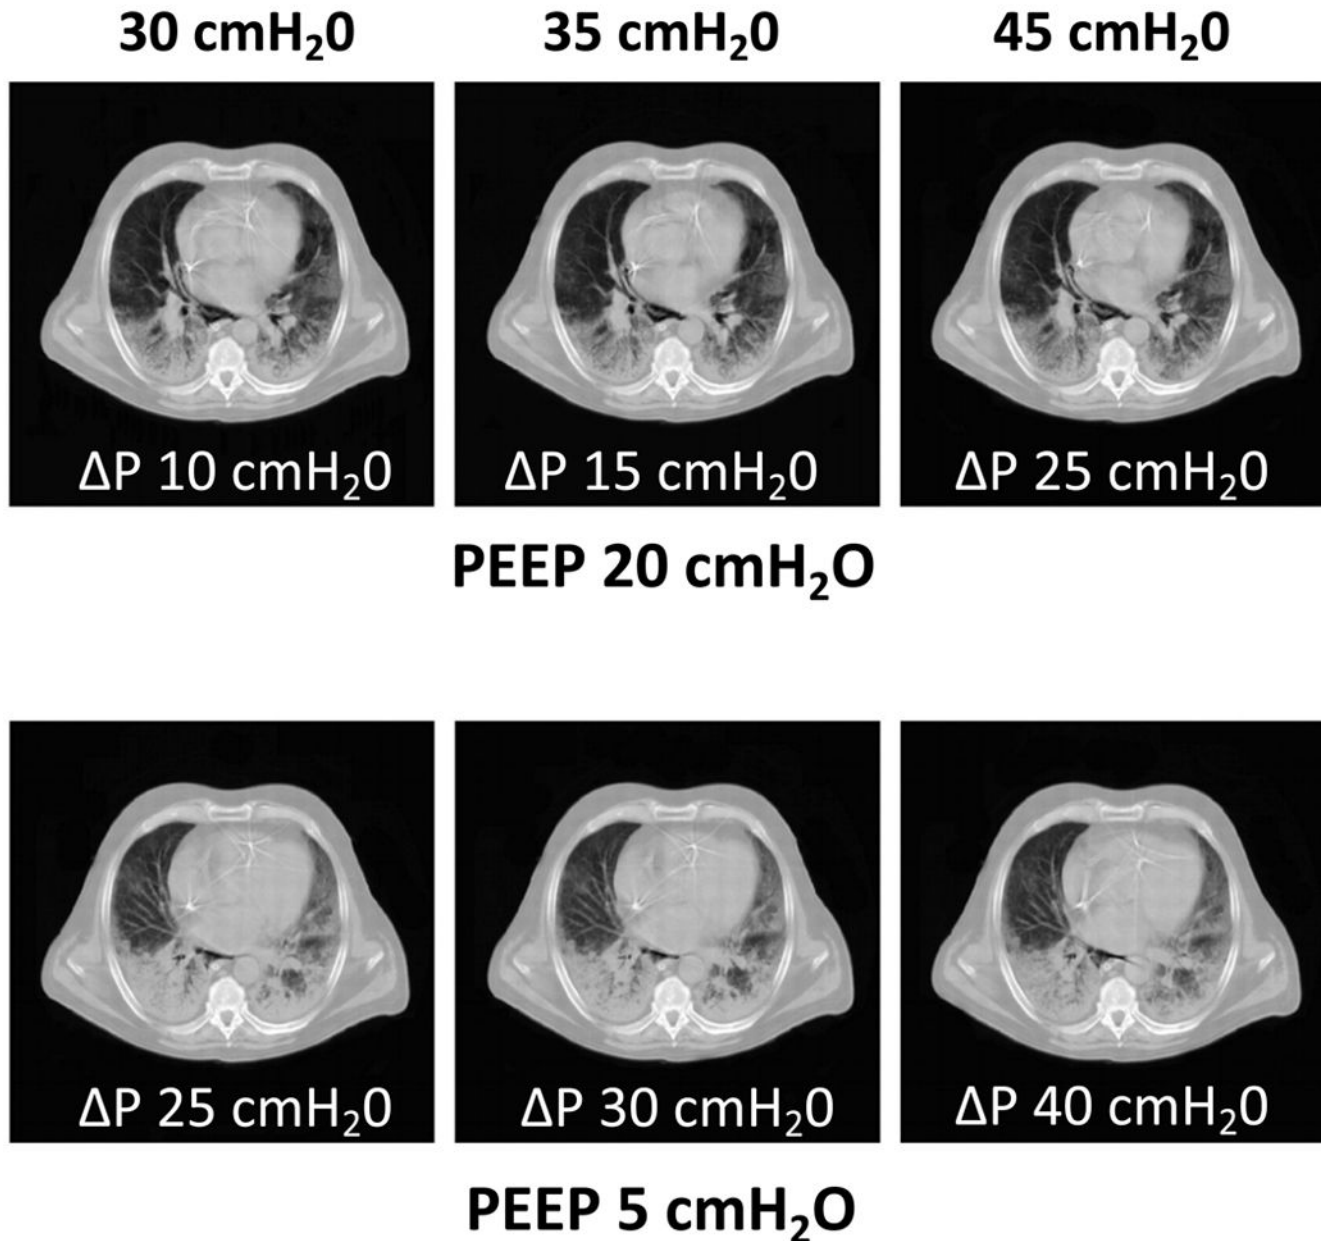 30 cmH₂0 35 cmH₂0 45 cmH₂0
ΔP 10 cmH₂0 ΔP 15 cmH₂0 ΔP 25 cmH₂0
PEEP 20 cmH₂O
ΔP 25 cmH₂0 ΔP 30 cmH₂0 ΔP 40 cmH₂0
PEEP 5 cmH₂O